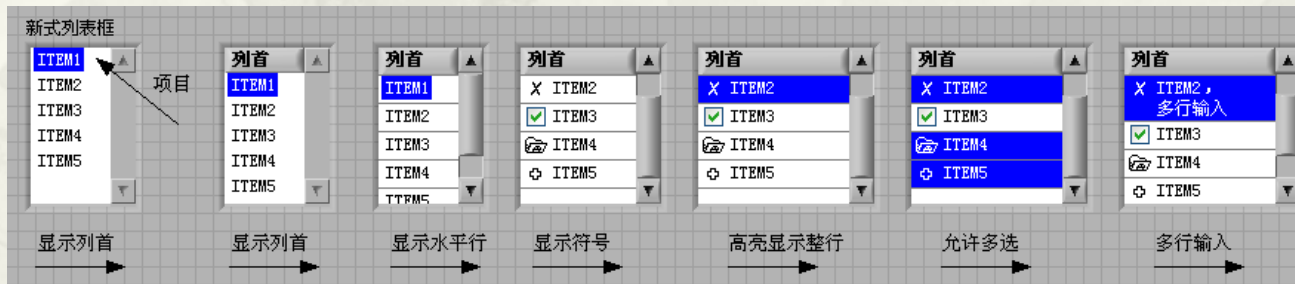 新式列表框
ITEM1
ITEM2
ITEM3
ITEM4
ITEM5
项目
列首
ITEM1
ITEM2
ITEM3
ITEM4
ITEM5
列首
ITEM1
ITEM2
ITEM3
ITEM4
ITEM5
列首
ITEM2
ITEM3
ITEM4
ITEM5
列首
ITEM2
ITEM3
ITEM4
ITEM5
列首
ITEM2
ITEM3
ITEM4
ITEM5
列首
ITEM2,
多行输入
ITEM3
ITEM4
ITEM5
显示列首
显示列首
显示水平行
显示符号
高亮显示整行
允许多选
多行输入